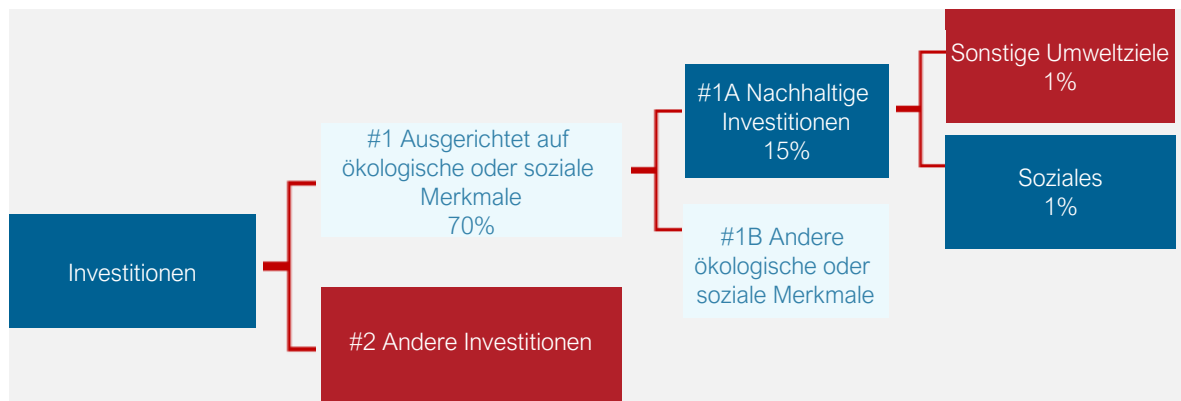 Investitionen
#1 Ausgerichtet auf
ökologische oder soziale
Merkmale
70%
#2 Andere Investitionen
#1A Nachhaltige
Investitionen
15%
#1B Andere
ökologische oder
soziale Merkmale
Sonstige Umweltziele
1%
Soziales
1%